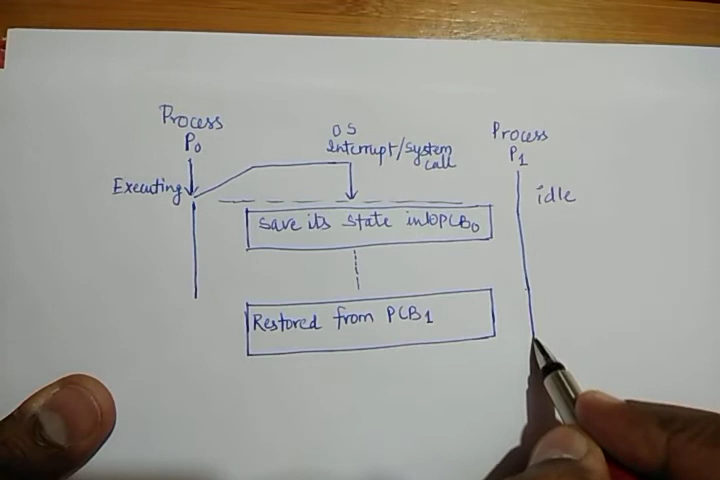 Process
P0
OS
Interrupt/System
call
Process
P1
Executing
idle
Save its state into PCB0
Restored from PCB1